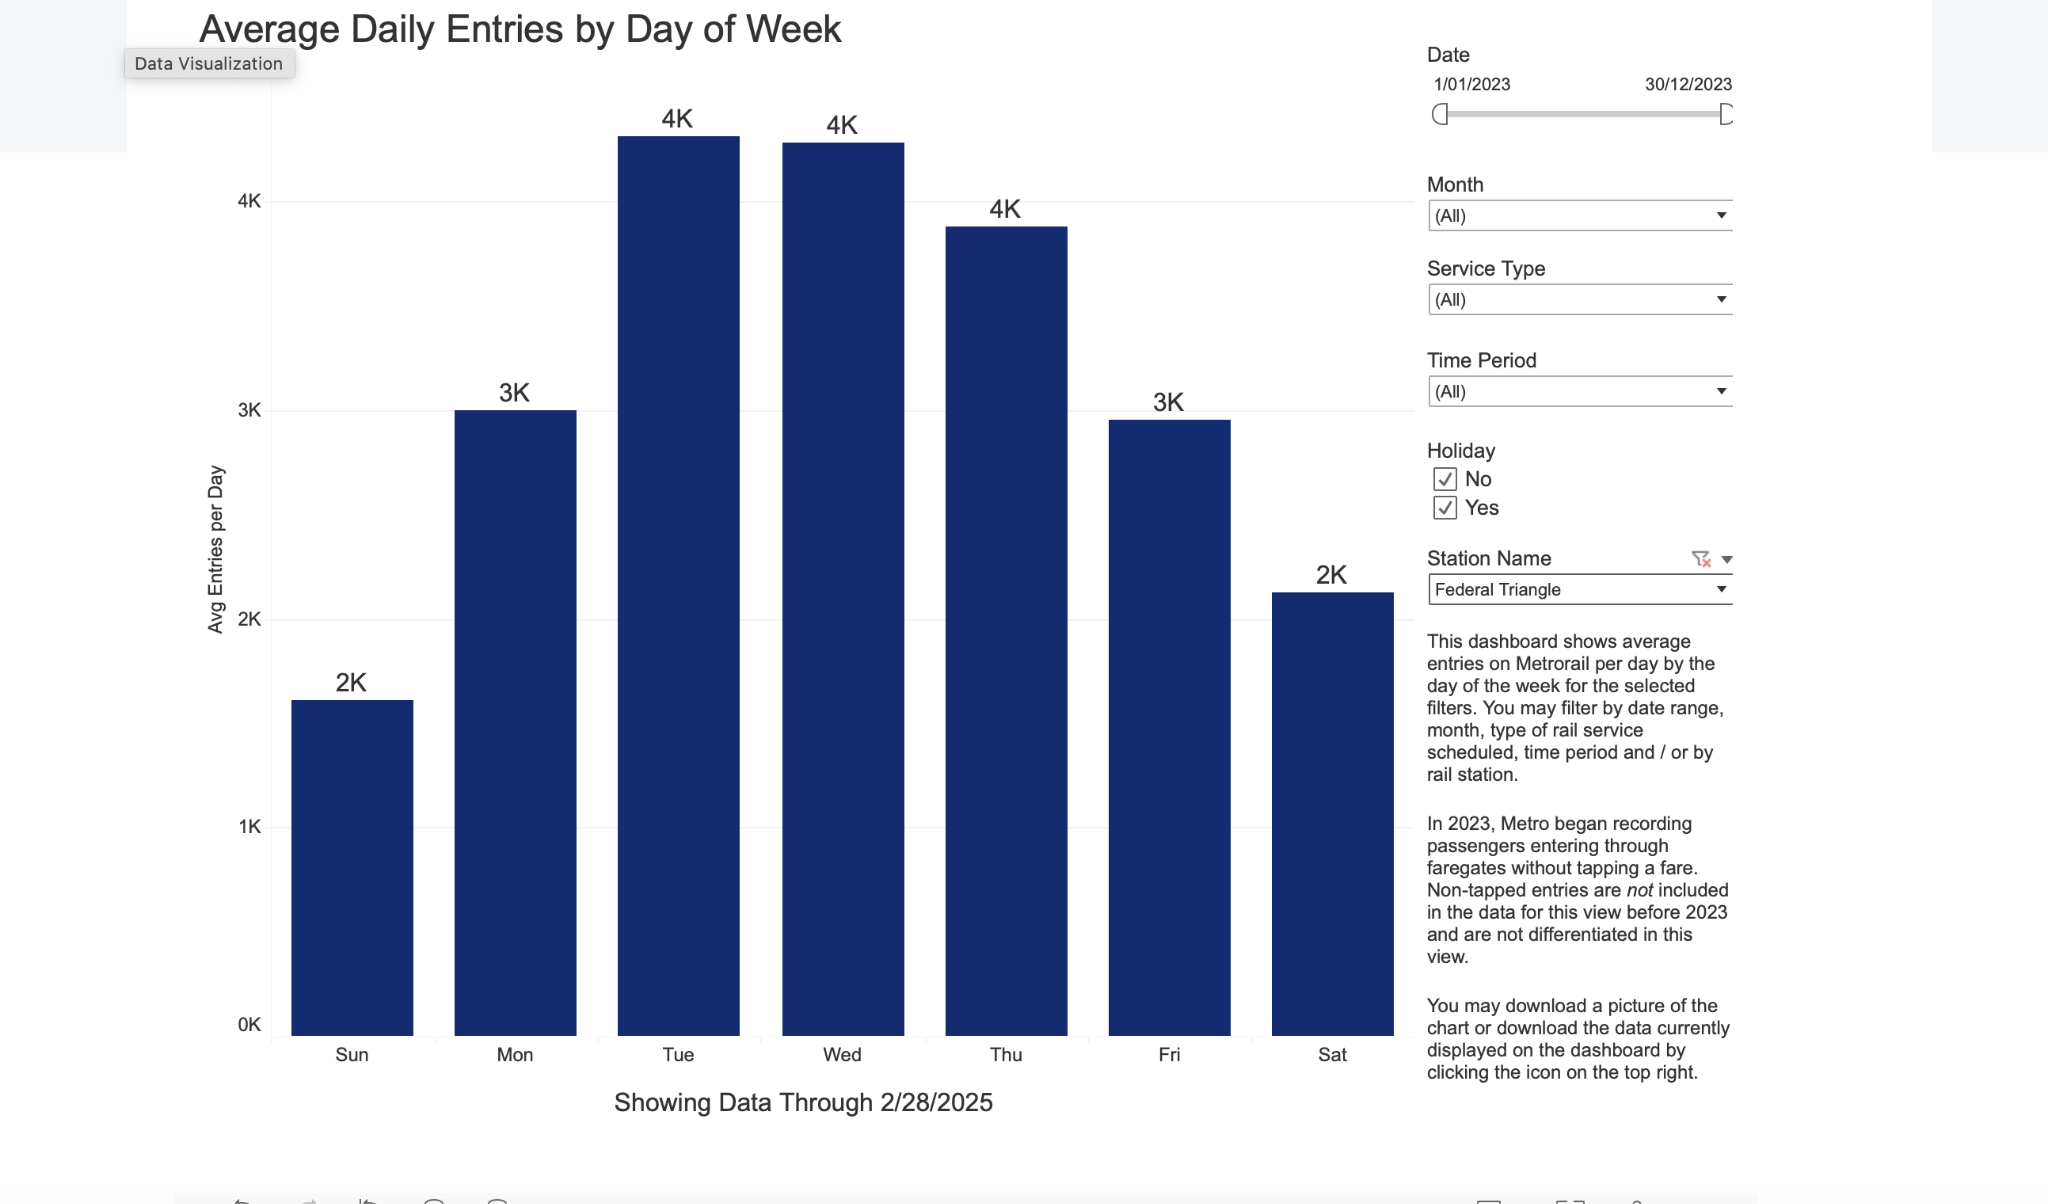 Average Daily Entries by Day of Week
Data Visualization
4K
3K
2K
1K
0K
Avg Entries per Day
2K
3K
4K
4K
4K
3K
2K
Sun
Mon
Tue
Wed
Thu
Fri
Sat
Showing Data Through 2/28/2025
Date
1/01/2023
30/12/2023
Month
(All)
Service Type
(All)
Time Period
(All)
Holiday
No
Yes
Station Name
Federal Triangle
This dashboard shows average
entries on Metrorail per day by the
day of the week for the selected
filters. You may filter by date range,
month, type of rail service
scheduled, time period and / or by
rail station.
In 2023, Metro began recording
passengers entering through
faregates without tapping a fare.
Non-tapped entries are not included
in the data for this view before 2023
and are not differentiated in this
view.
You may download a picture of the
chart or download the data currently
displayed on the dashboard by
clicking the icon on the top right.